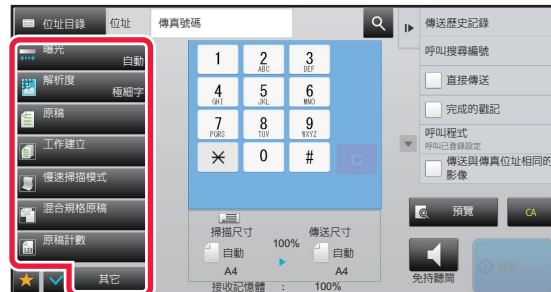 位址目錄
位址
傳真號碼
曝光
自動
解析度
極細字
原稿
工作建立
慢速掃描模式
混合規格原稿
原稿計數
其它
1
2
ABC
3
DEF
4
GHI
5
JKL
6
MNO
7
PQRS
8
TUV
9
WXYZ
0
#
C
掃描尺寸
自動
A4
100%
傳送尺寸
自動
A4
接收記憶體 : 100%
傳送歷史記錄
呼叫搜尋編號
直接傳送
完成的戳記
呼叫程式
呼叫已登錄設定
傳送與傳真位址相同的
影像
預覽
CA
免持聽筒
自動